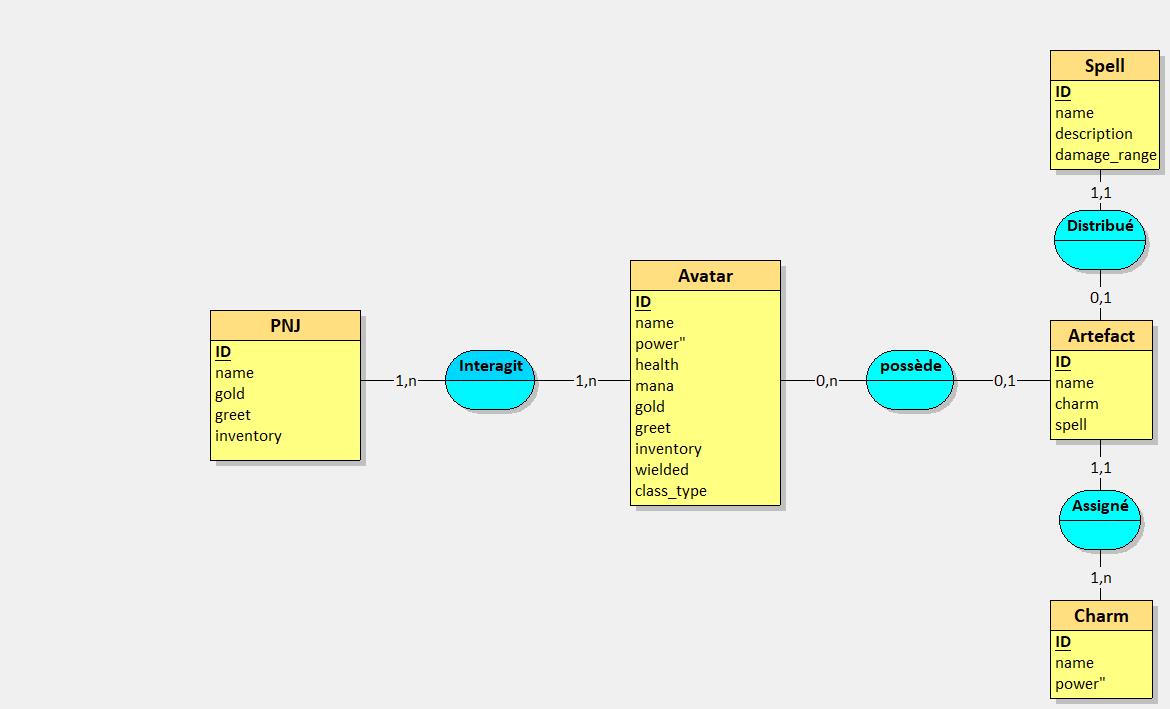 Spell
ID
name
description
damage_range
1,1
Distribué
0,1
Avatar
ID
name
power"
health
mana
gold
greet
inventory
wielded
class_type
PNJ
ID
name
gold
greet
inventory
1,n
Interagit
1,n
0,n
possède
0,1
Artefact
ID
name
charm
spell
1,1
Assigné
1,n
Charm
ID
name
power"